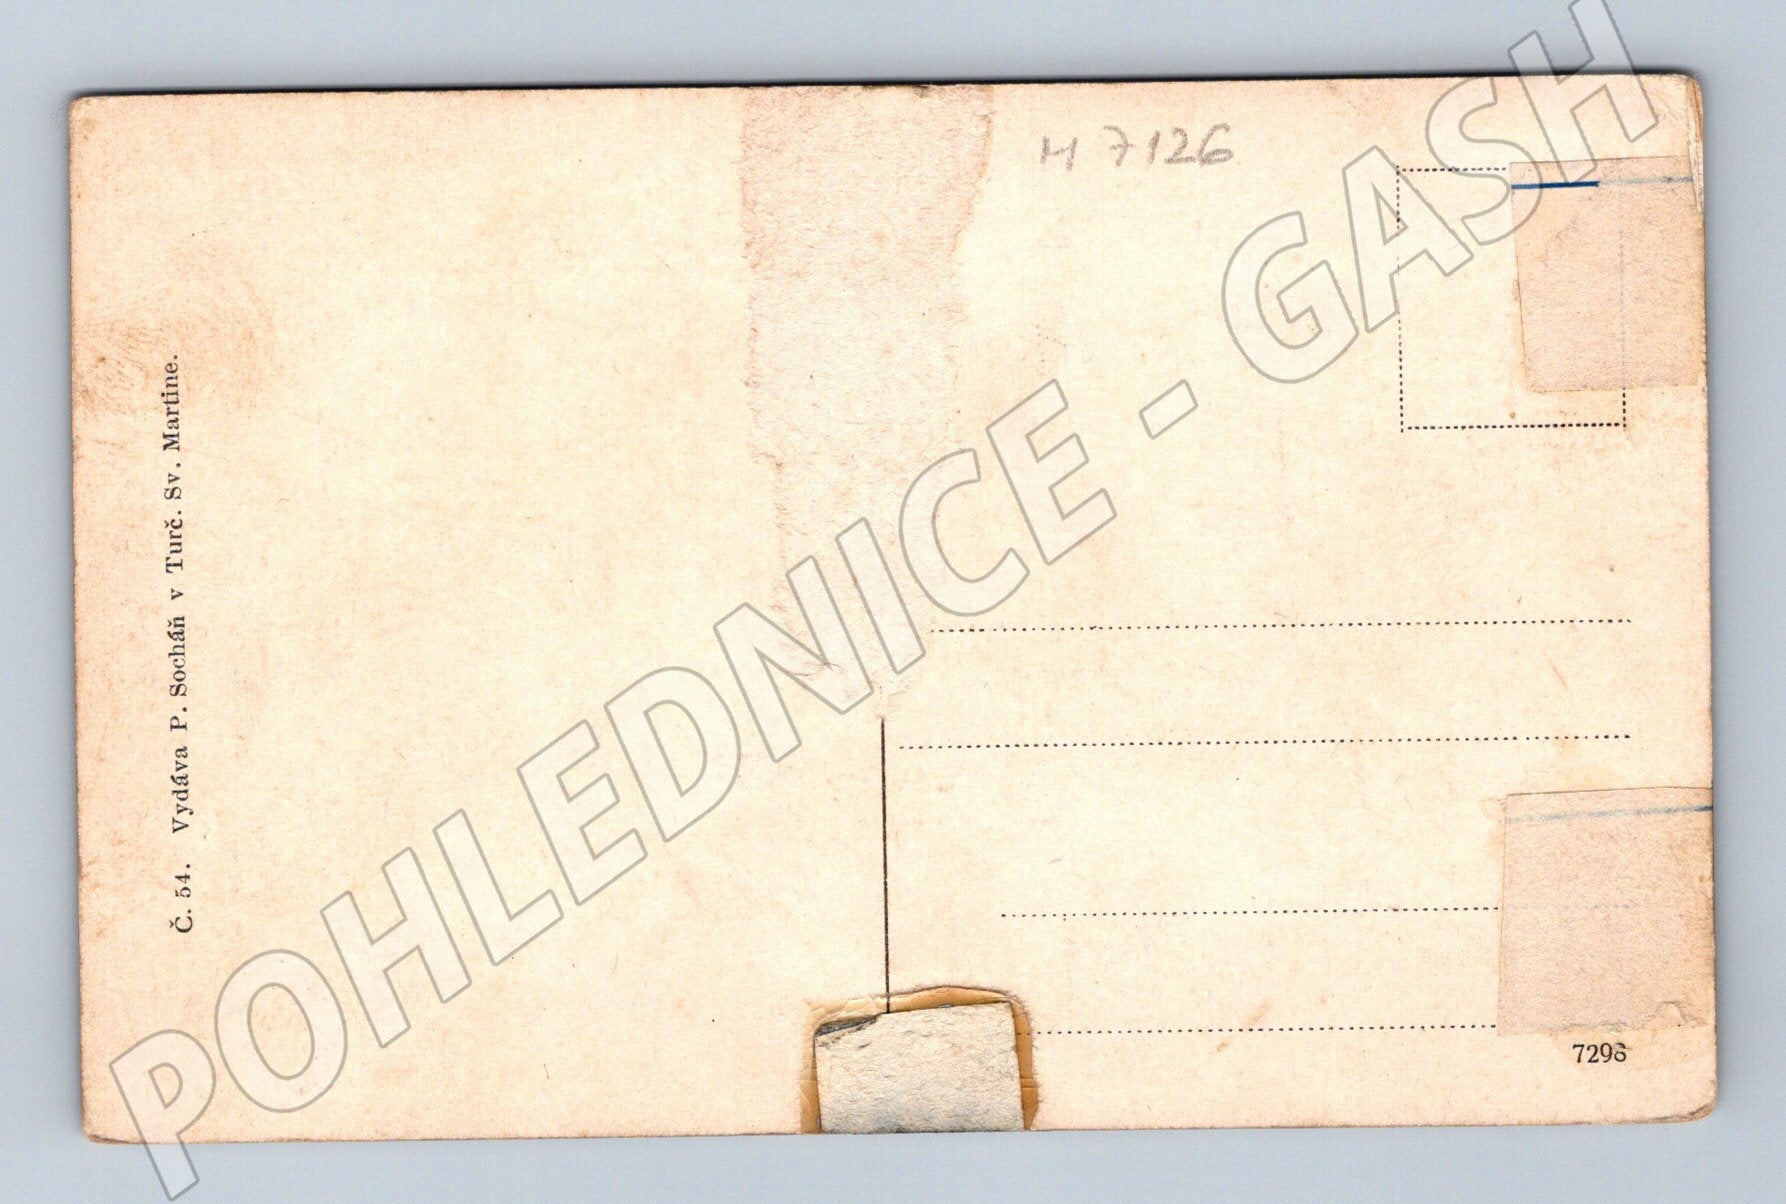 Č. 54. Vydáva P. Socháň v Turč. Sv. Martine.
H 7126
POHLEDNICE - GASH
7298